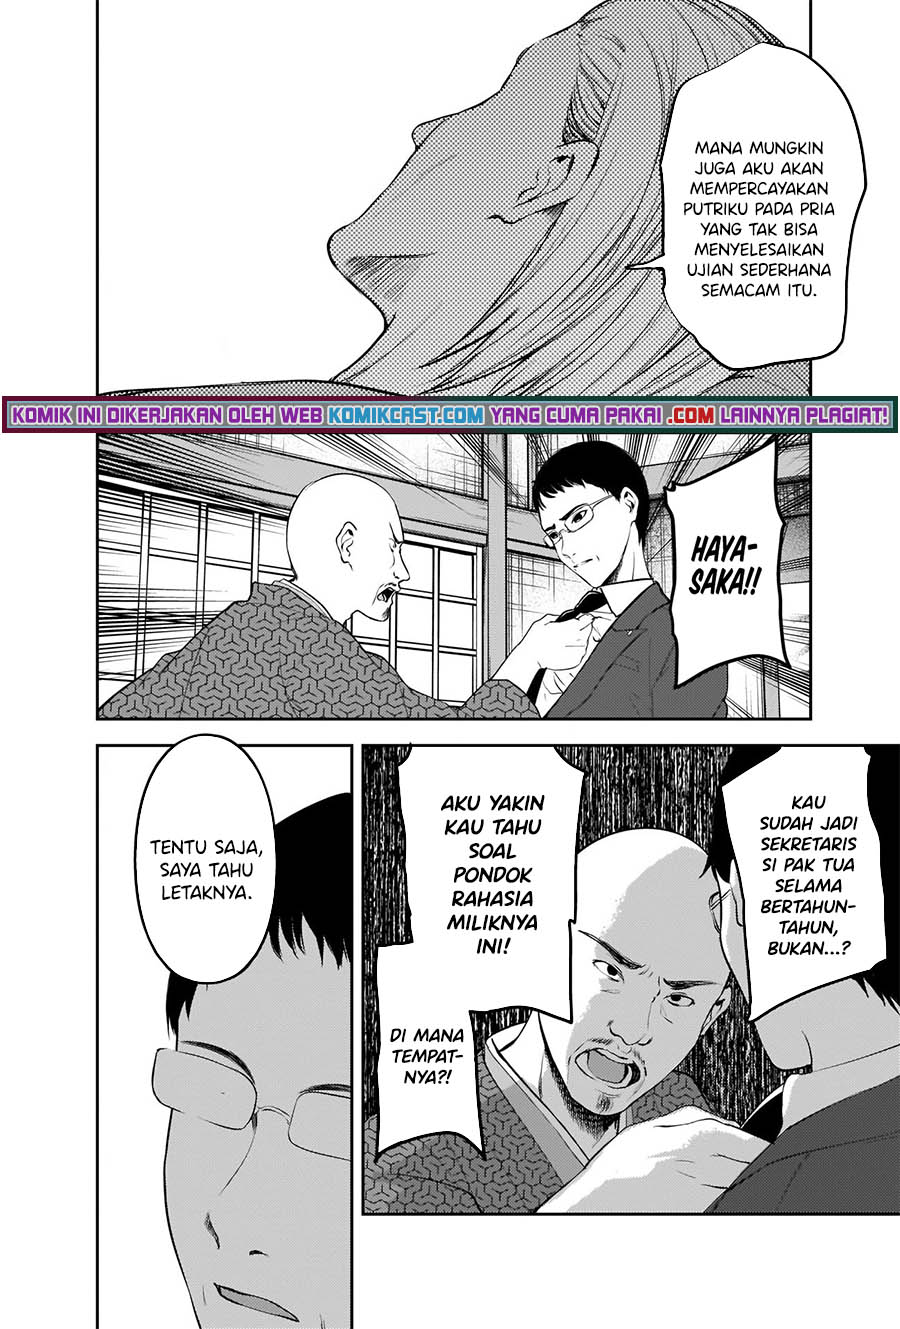 MANA MUNGKIN
JUGA AKU AKAN
MEMPERCAYAKAN
PUTRIKU PADA PRIA
YANG TAK BISA
MENYELESAIKAN
UJIAN SEDERHANA
SEMACAM ITU.
KOMIK INI DIKERJAKAN OLEH WEB KOMIKCAST.COM YANG CUMA PAKAI .COM LAINNYA PLAGIAT!
HAYA-
SAKA!!
KAU
SUDAH JADI
SEKRETARIS
SI PAK TUA
SELAMA
BERTAHUN-
TAHUN,
BUKAN...?
AKU YAKIN
KAU TAHU
SOAL
PONDOK
RAHASIA
MILIKNYA
INI!
DI MANA
TEMPAT-
NYA?!
TENTU SAJA,
SAYA TAHU
LETAKNYA.